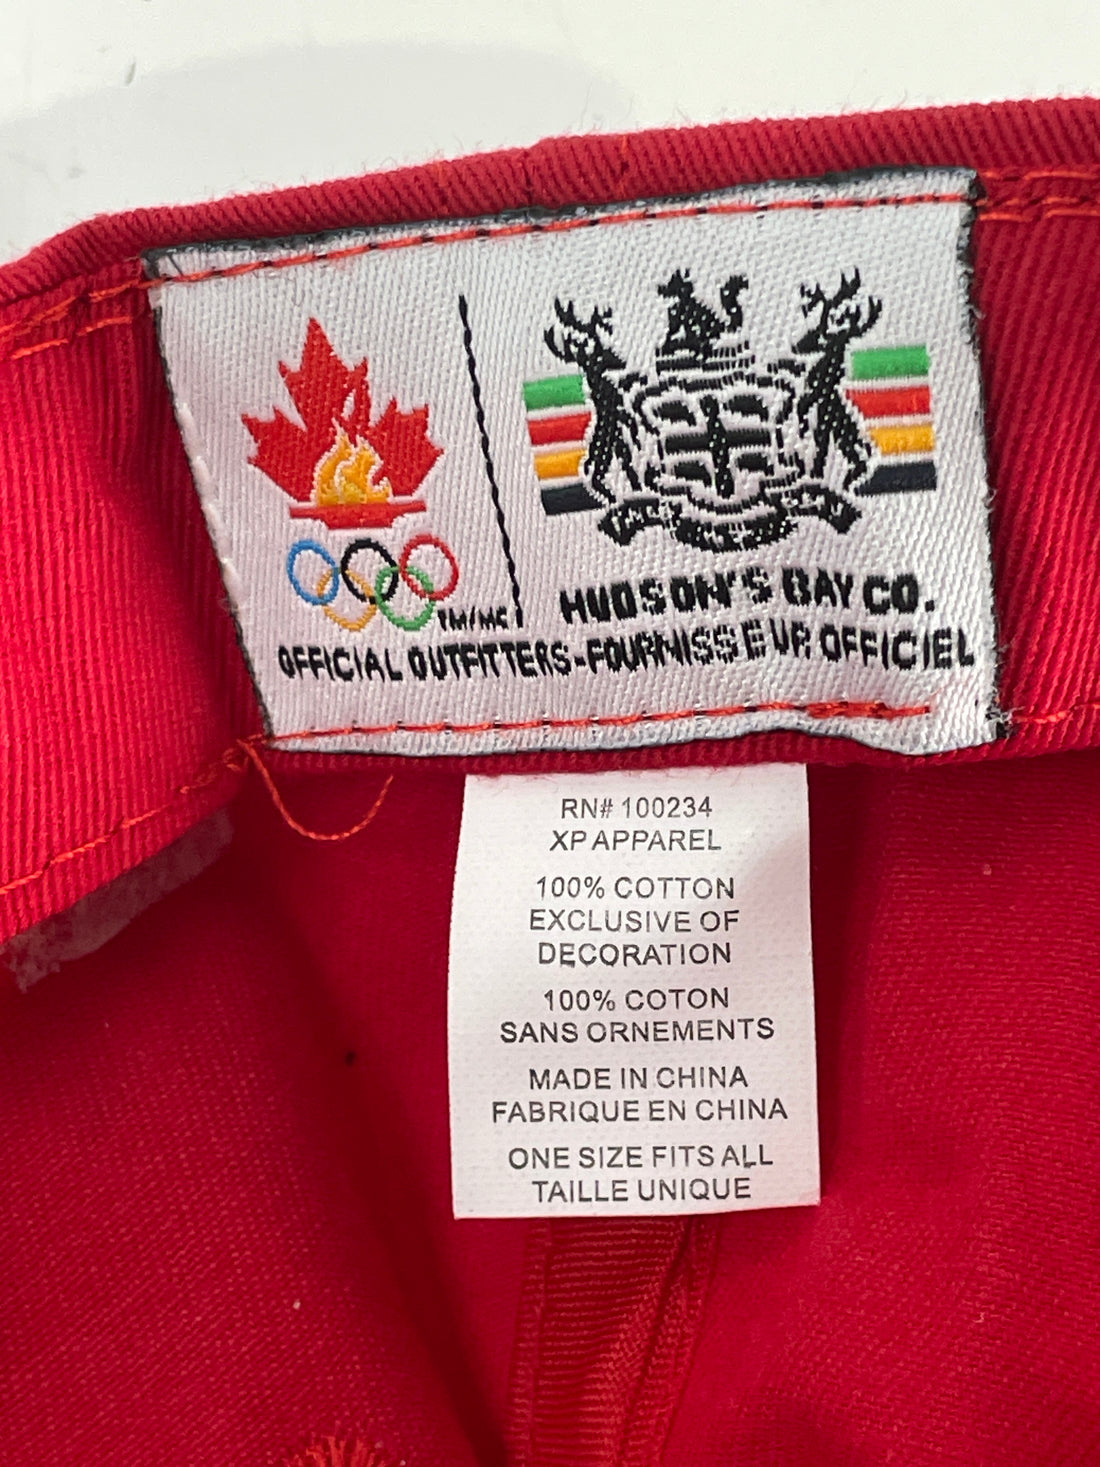 TM/MC
HUDSON'S BAY CO.
OFFICIAL OUTFITTERS-FOURNISSEUR OFFICIEL
RN# 100234
XP APPAREL
100% COTTON
EXCLUSIVE OF
DECORATION
100% COTON
SANS ORNEMENTS
MADE IN CHINA
FABRIQUE EN CHINA
ONE SIZE FITS ALL
TAILLE UNIQUE